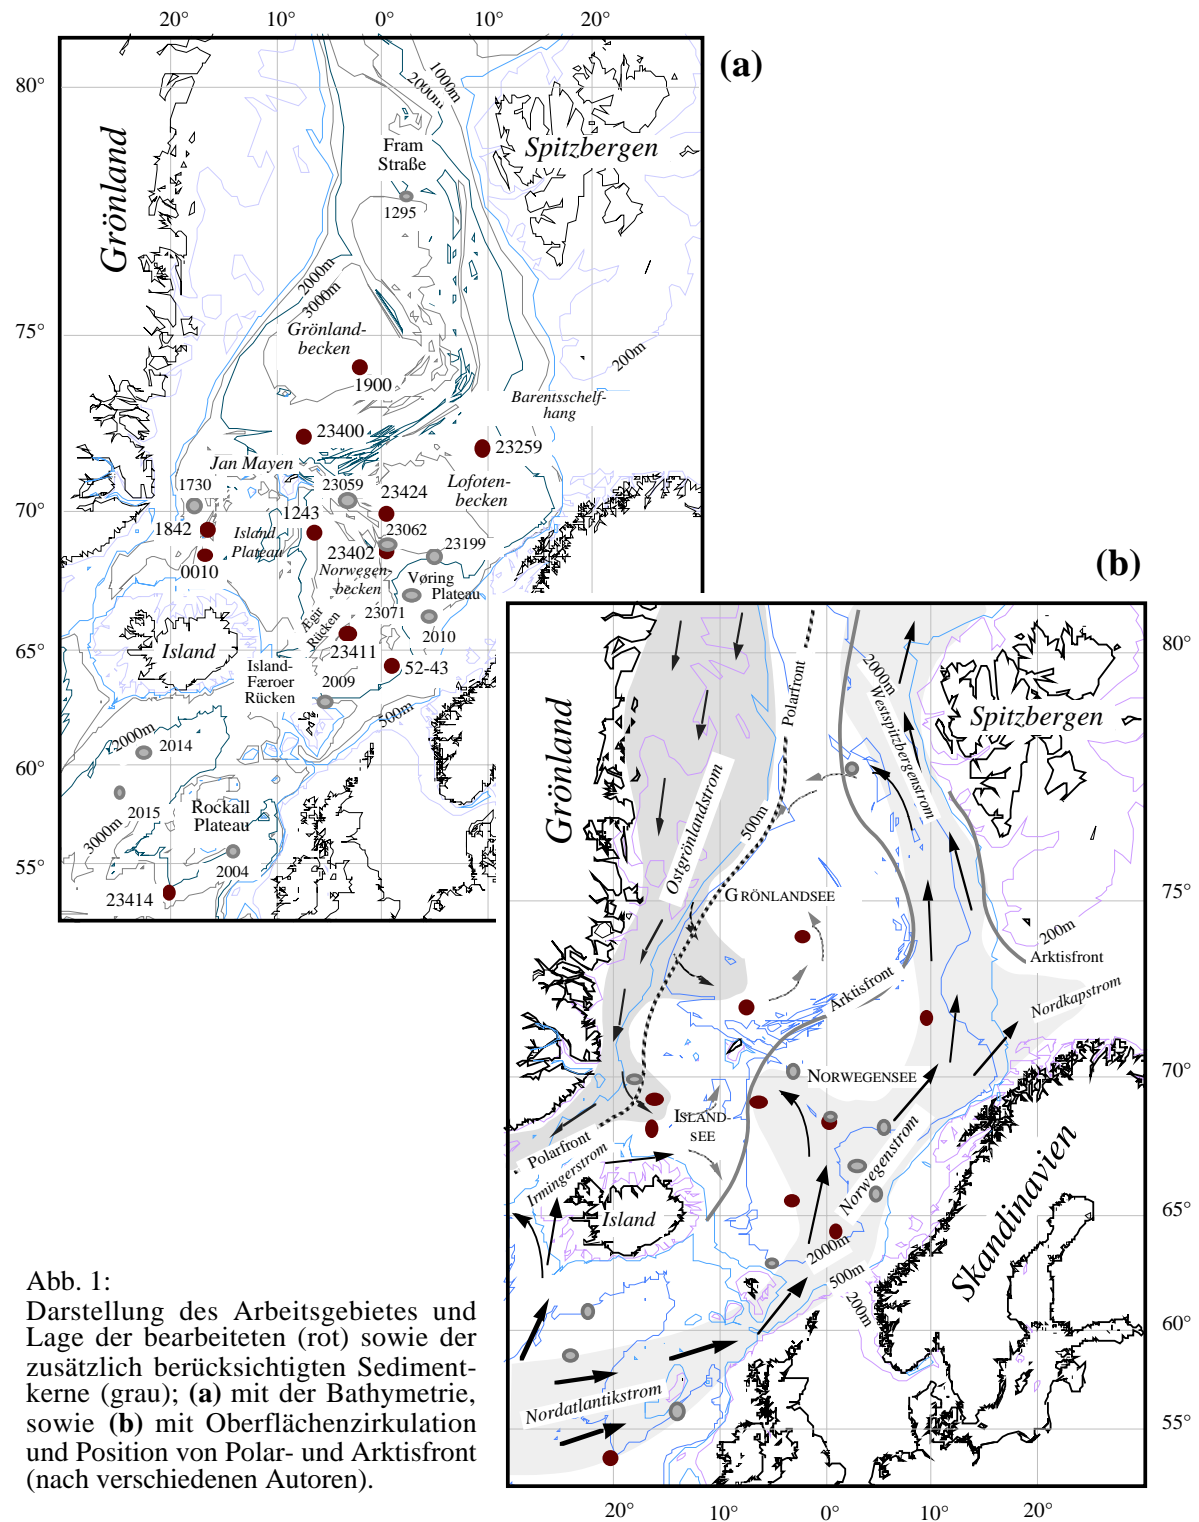 20°
10°
0°
10°
20°
(a)
80°
1000m
2000m
Fram
Straße
Spitzbergen
Grönland
1295
2000m
3000m
75°
Grönland-
becken
200m
1900
Barentsschelf-
hang
23400
23259
Jan Mayen
1730
23059
23424
Lofoten-
becken
70°
1243
1842
Island
Plateau
23062
23402
23199
0010
Norwegen-
becken
Vøring
Plateau
Ægir
Rücken
23071
2010
65°
Island
23411
Island-
Færoer
Rücken
2009
52-43
500m
2000m
2014
60°
2015
Rockall
Plateau
3000m
55°
2004
23414
(b)
80°
Polarfront
2000m
Westspitzbergenstrom
Spitzbergen
Grönland
Ostgrönlandstrom
500m
GRÖNLANDSEE
75°
200m
Arktisfront
Arktisfront
Nordkapstrom
NORWEGENSEE
70°
ISLAND-
SEE
Polarfront
Irmingerstrom
Norwegenstrom
Skandinavien
Island
65°
2000m
500m
200m
60°
Nordatlantikstrom
55°
20°
10°
0°
10°
20°
Abb. 1:
Darstellung des Arbeitsgebietes und
Lage der bearbeiteten (rot) sowie der
zusätzlich berücksichtigten Sediment-
kerne (grau); (a) mit der Bathymetrie,
sowie (b) mit Oberflächenzirkulation
und Position von Polar- und Arktisfront
(nach verschiedenen Autoren).